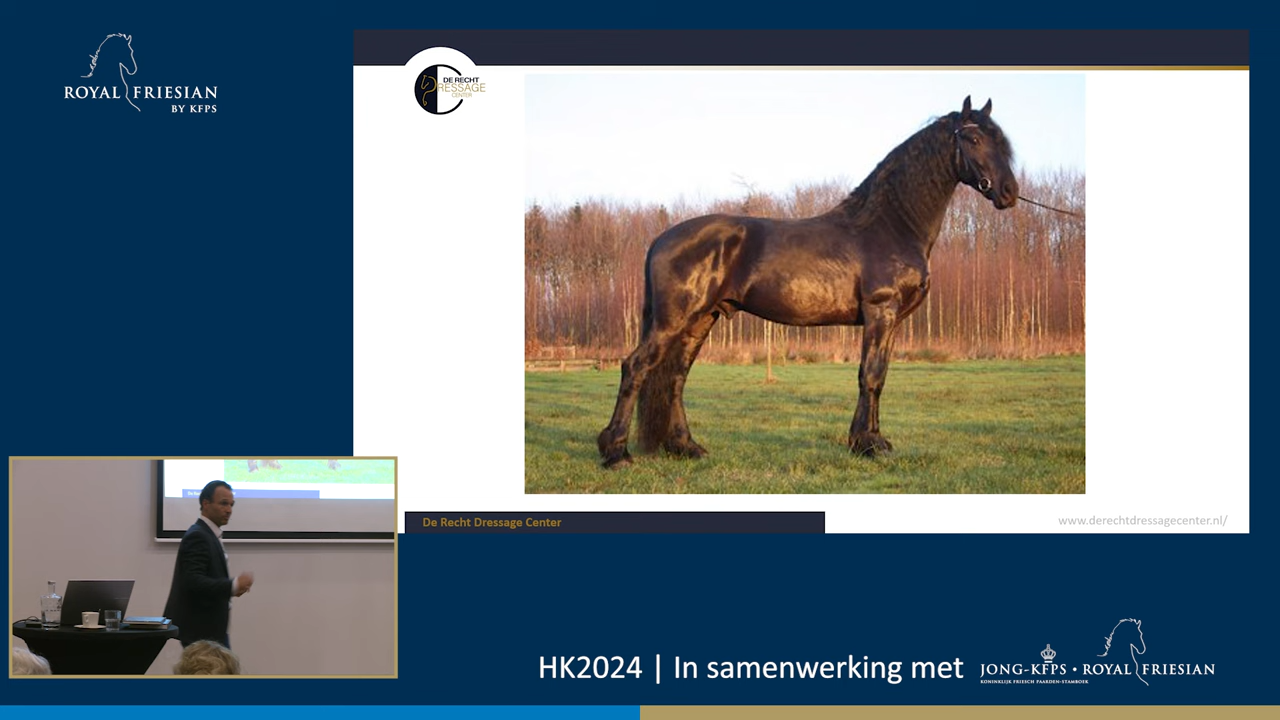 ROYAL FRIESIAN
BY KFPS
DE RECHT
DRESSAGE
CENTER
De Recht Dressage Center
www.derechtdressagecenter.nl/
HK2024 | In samenwerking met
JONG-KFPS • ROYAL FRIESIAN
KONINKLIJK FRIESCH PAARDEN-STAMBOEK